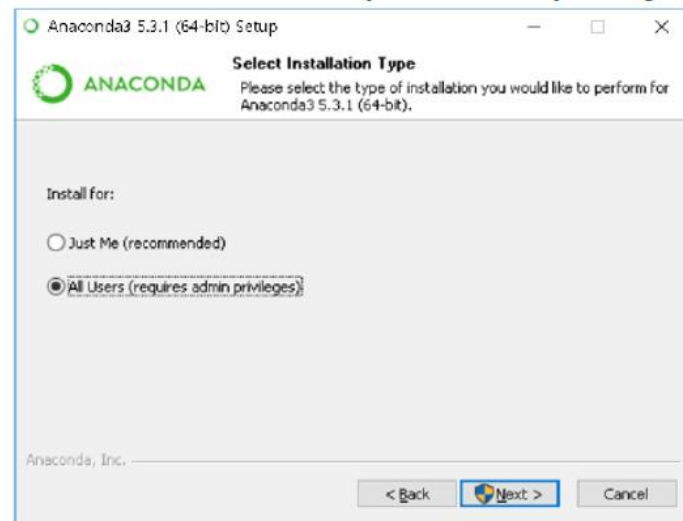 Anaconda3 5.3.1 (64-bit) Setup
ANACONDA
Select Installation Type
Please select the type of installation you would like to perform for
Anaconda3 5.3.1 (64-bit).
Install for:
Just Me (recommended)
All Users (requires admin privileges)
Anaconda, Inc.
< Back
Next >
Cancel